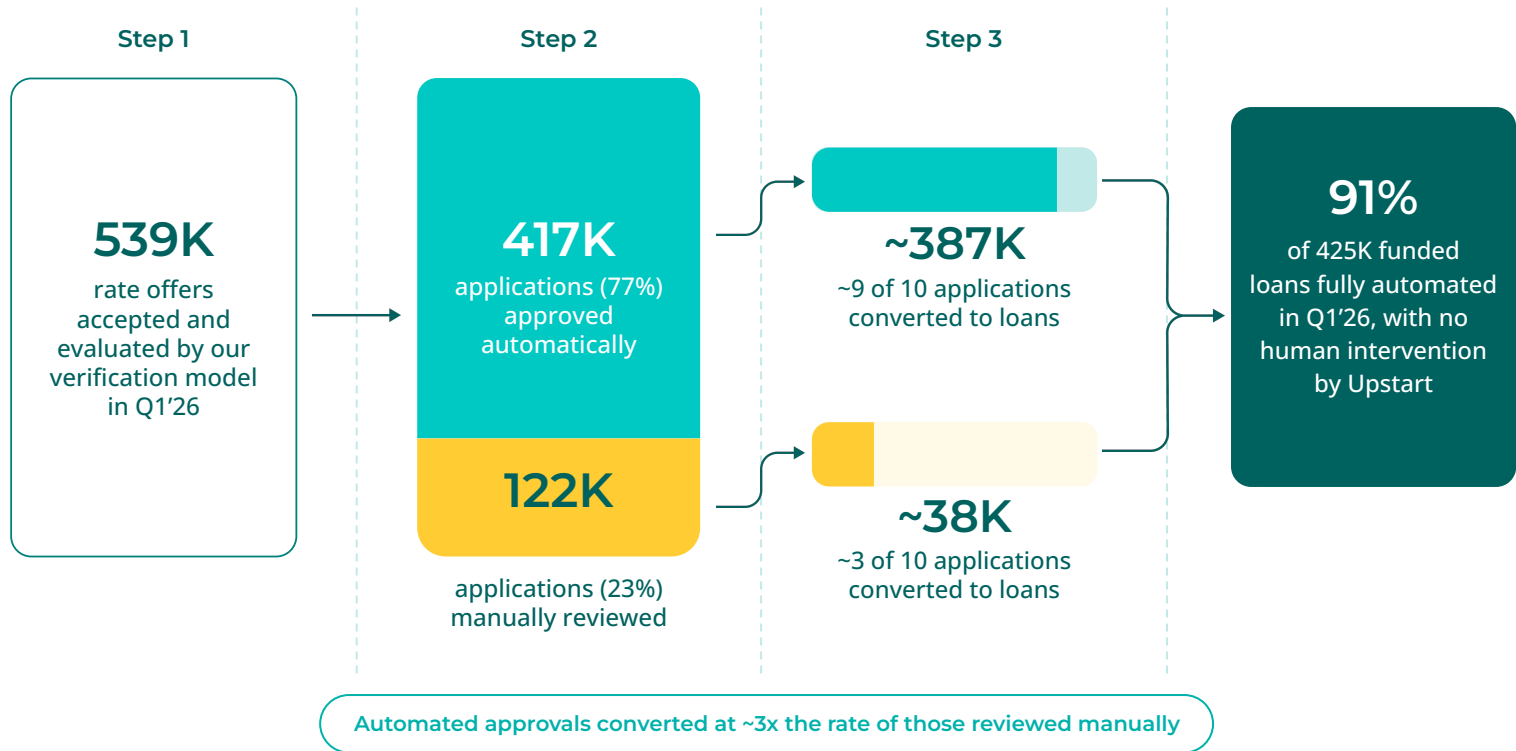 Step 1
539K
rate offers
accepted and
evaluated by our
verification model
in Q1’26
Step 2
417K
applications (77%)
approved
automatically
122K
applications (23%)
manually reviewed
Step 3
~387K
~9 of 10 applications
converted to loans
~38K
~3 of 10 applications
converted to loans
91%
of 425K funded
loans fully automated
in Q1’26, with no
human intervention
by Upstart
Automated approvals converted at ~3x the rate of those reviewed manually